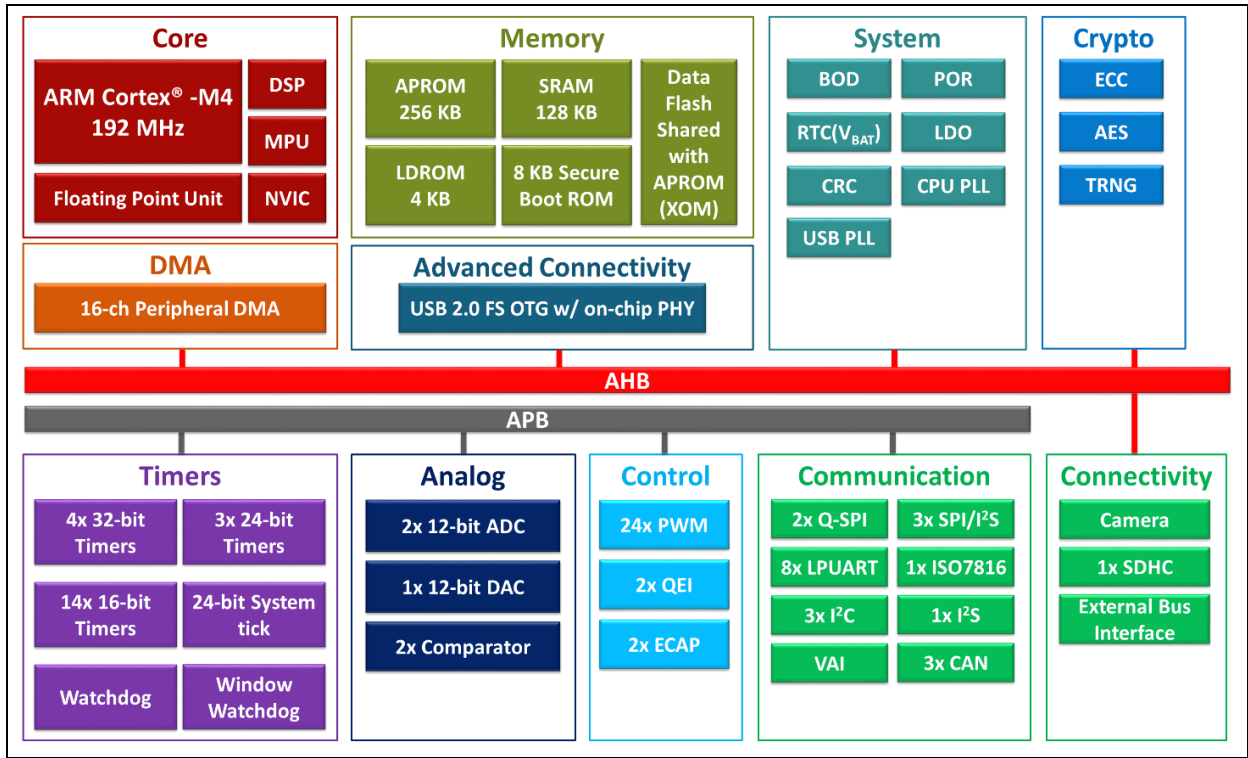 Core
ARM Cortex® -M4
192 MHz
DSP
MPU
Floating Point Unit
NVIC
Memory
APROM
256 KB
SRAM
128 KB
Data
Flash
Shared
with
APROM
(XOM)
LDROM
4 KB
8 KB Secure
Boot ROM
System
BOD
POR
RTC(VBAT)
LDO
CRC
CPU PLL
USB PLL
Crypto
ECC
AES
TRNG
DMA
16-ch Peripheral DMA
Advanced Connectivity
USB 2.0 FS OTG w/ on-chip PHY
AHB
APB
Timers
4x 32-bit
Timers
3x 24-bit
Timers
14x 16-bit
Timers
24-bit System
tick
Watchdog
Window
Watchdog
Analog
2x 12-bit ADC
1x 12-bit DAC
2x Comparator
Control
24x PWM
2x QEI
2x ECAP
Communication
2x Q-SPI
3x SPI/I²S
8x LPUART
1x ISO7816
3x I²C
1x I²S
VAI
3x CAN
Connectivity
Camera
1x SDHC
External Bus
Interface